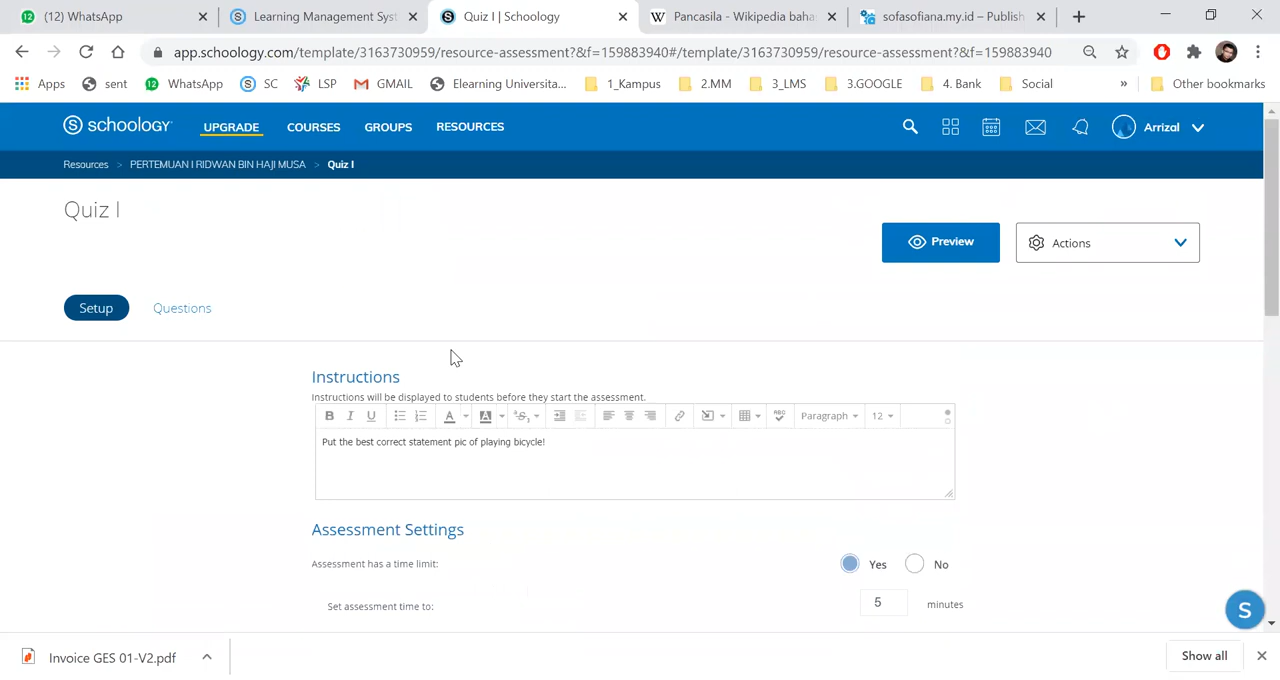 (12) WhatsApp
Learning Management Syst
Quiz I | Schoology
Pancasila - Wikipedia baha
sofasofiana.my.id – Publish
app.schoology.com/template/3163730959/resource-assessment?&f=159883940#/template/3163730959/resource-assessment?&f=159883940
Apps
sent
WhatsApp
SC
LSP
GMAIL
Elearning Universita...
1_Kampus
2.MM
3_LMS
3.GOOGLE
4. Bank
Social
»
Other bookmarks
S schoology
UPGRADE
COURSES
GROUPS
RESOURCES
Arrizal
Resources > PERTEMUAN I RIDWAN BIN HAJI MUSA > Quiz I
Quiz I
Preview
Actions
Setup
Questions
Instructions
Instructions will be displayed to students before they start the assessment.
B I U A A S Paragraph 12
Put the best correct statement pic of playing bicycle!
Assessment Settings
Assessment has a time limit:
Yes
No
Set assessment time to:
5
minutes
S
Invoice GES 01-V2.pdf
Show all